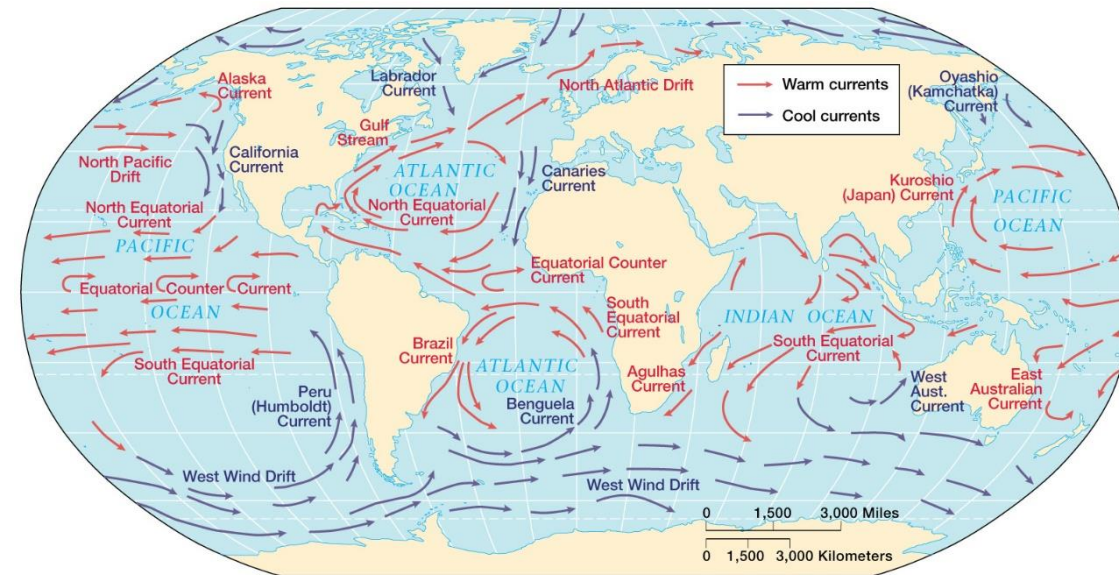 Alaska
Current
Labrador
Current
North Atlantic Drift
Warm currents
Cool currents
Oyashio
(Kamchatka)
Current
Gulf
Stream
North Pacific
Drift
California
Current
ATLANTIC
OCEAN
Canaries
Current
Kuroshio
(Japan) Current
PACIFIC
OCEAN
North Equatorial
Current
North Equatorial
Current
PACIFIC
Equatorial Counter Current
OCEAN
Equatorial Counter
Current
South
Equatorial
Current
INDIAN OCEAN
South Equatorial
Current
Brazil
Current
ATLANTIC
OCEAN
Agulhas
Current
South Equatorial
Current
West
Aust.
Current
East
Australian
Current
Peru
(Humboldt)
Current
Benguela
Current
West Wind Drift
West Wind Drift
0 1,500 3,000 Miles
0 1,500 3,000 Kilometers